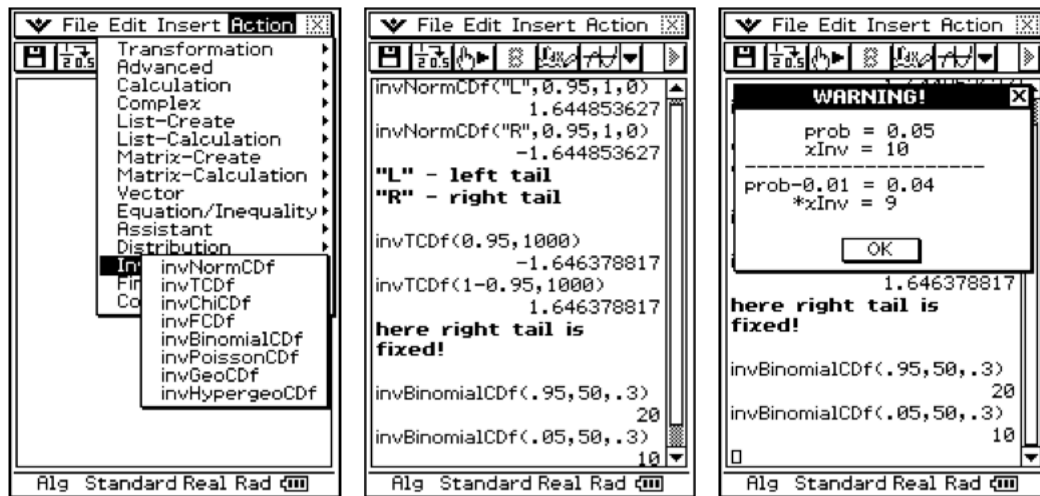 File Edit Insert Action
Transformation
Advanced
Calculation
Complex
List-Create
List-Calculation
Matrix-Create
Matrix-Calculation
Vector
Equation/Inequality
Assistant
Distribution
In
Fi
Co
invNormCDf
invTCDf
invChiCDf
invFCDf
invBinomialCDf
invPoissonCDf
invGeoCDf
invHypergeoCDf
Alg Standard Real Rad
File Edit Insert Action
invNormCDf("L",0.95,1,0)
1.644853627
invNormCDf("R",0.95,1,0)
-1.644853627
"L" - left tail
"R" - right tail
invTCDf(0.95,1000)
-1.646378817
invTCDf(1-0.95,1000)
1.646378817
here right tail is
fixed!
invBinomialCDf(.95,50,.3)
20
invBinomialCDf(.05,50,.3)
10
Alg Standard Real Rad
File Edit Insert Action
WARNING!
prob = 0.05
xInv = 10
prob-0.01 = 0.04
*xInv = 9
OK
1.646378817
here right tail is
fixed!
invBinomialCDf(.95,50,.3)
20
invBinomialCDf(.05,50,.3)
10
Alg Standard Real Rad